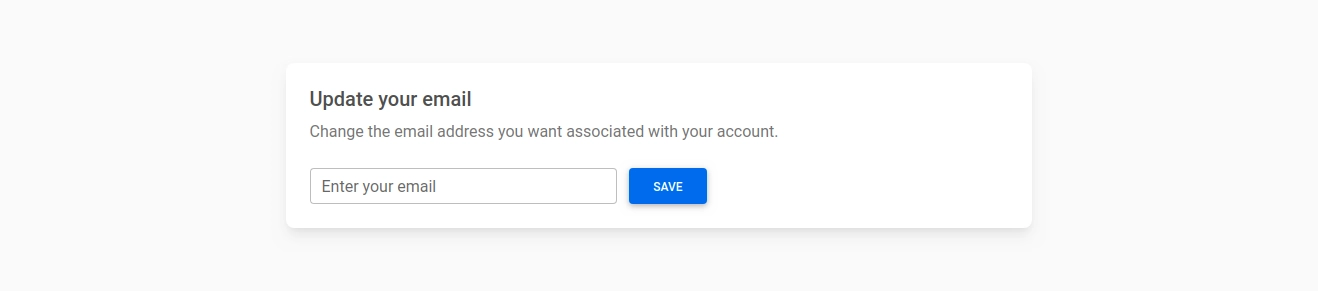 Update your email
Change the email address you want associated with your account.
Enter your email
SAVE